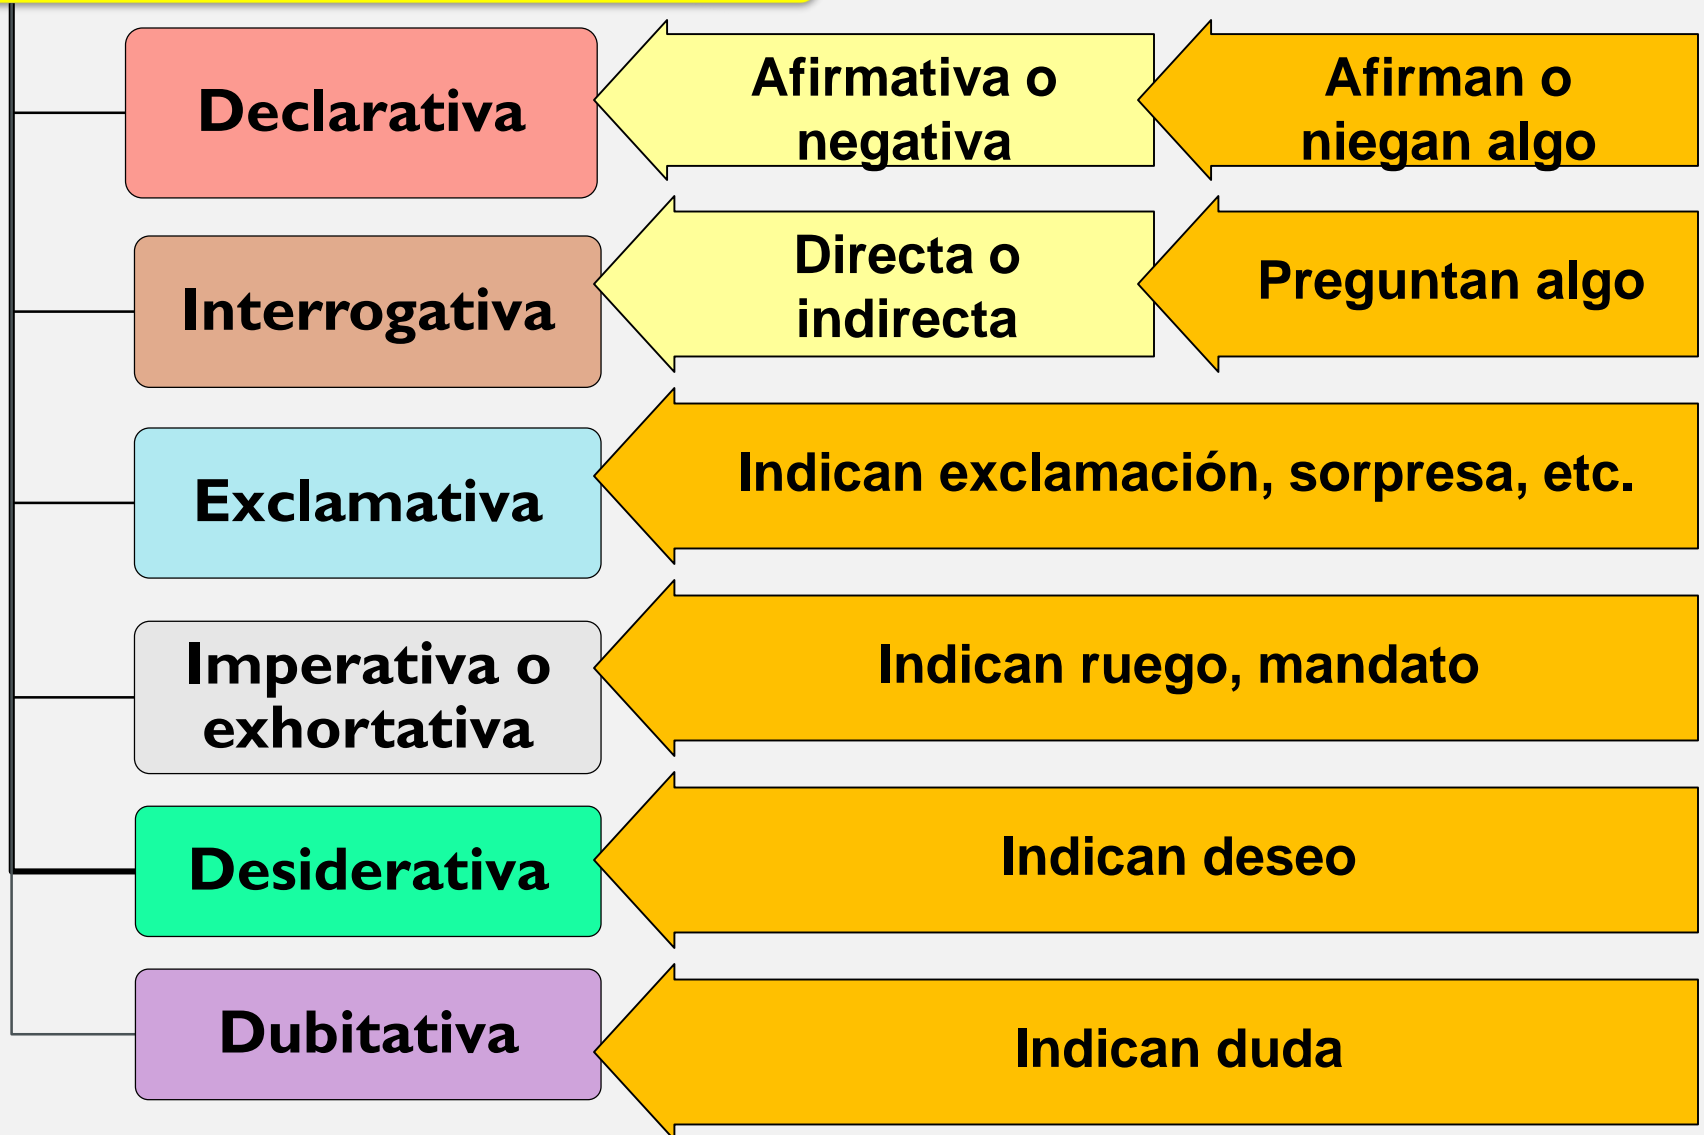 Declarativa
Afirmativa o
negativa
Afirman o
niegan algo
Interrogativa
Directa o
indirecta
Preguntan algo
Exclamativa
Indican exclamación, sorpresa, etc.
Imperativa o
exhortativa
Indican ruego, mandato
Desiderativa
Indican deseo
Dubitativa
Indican duda